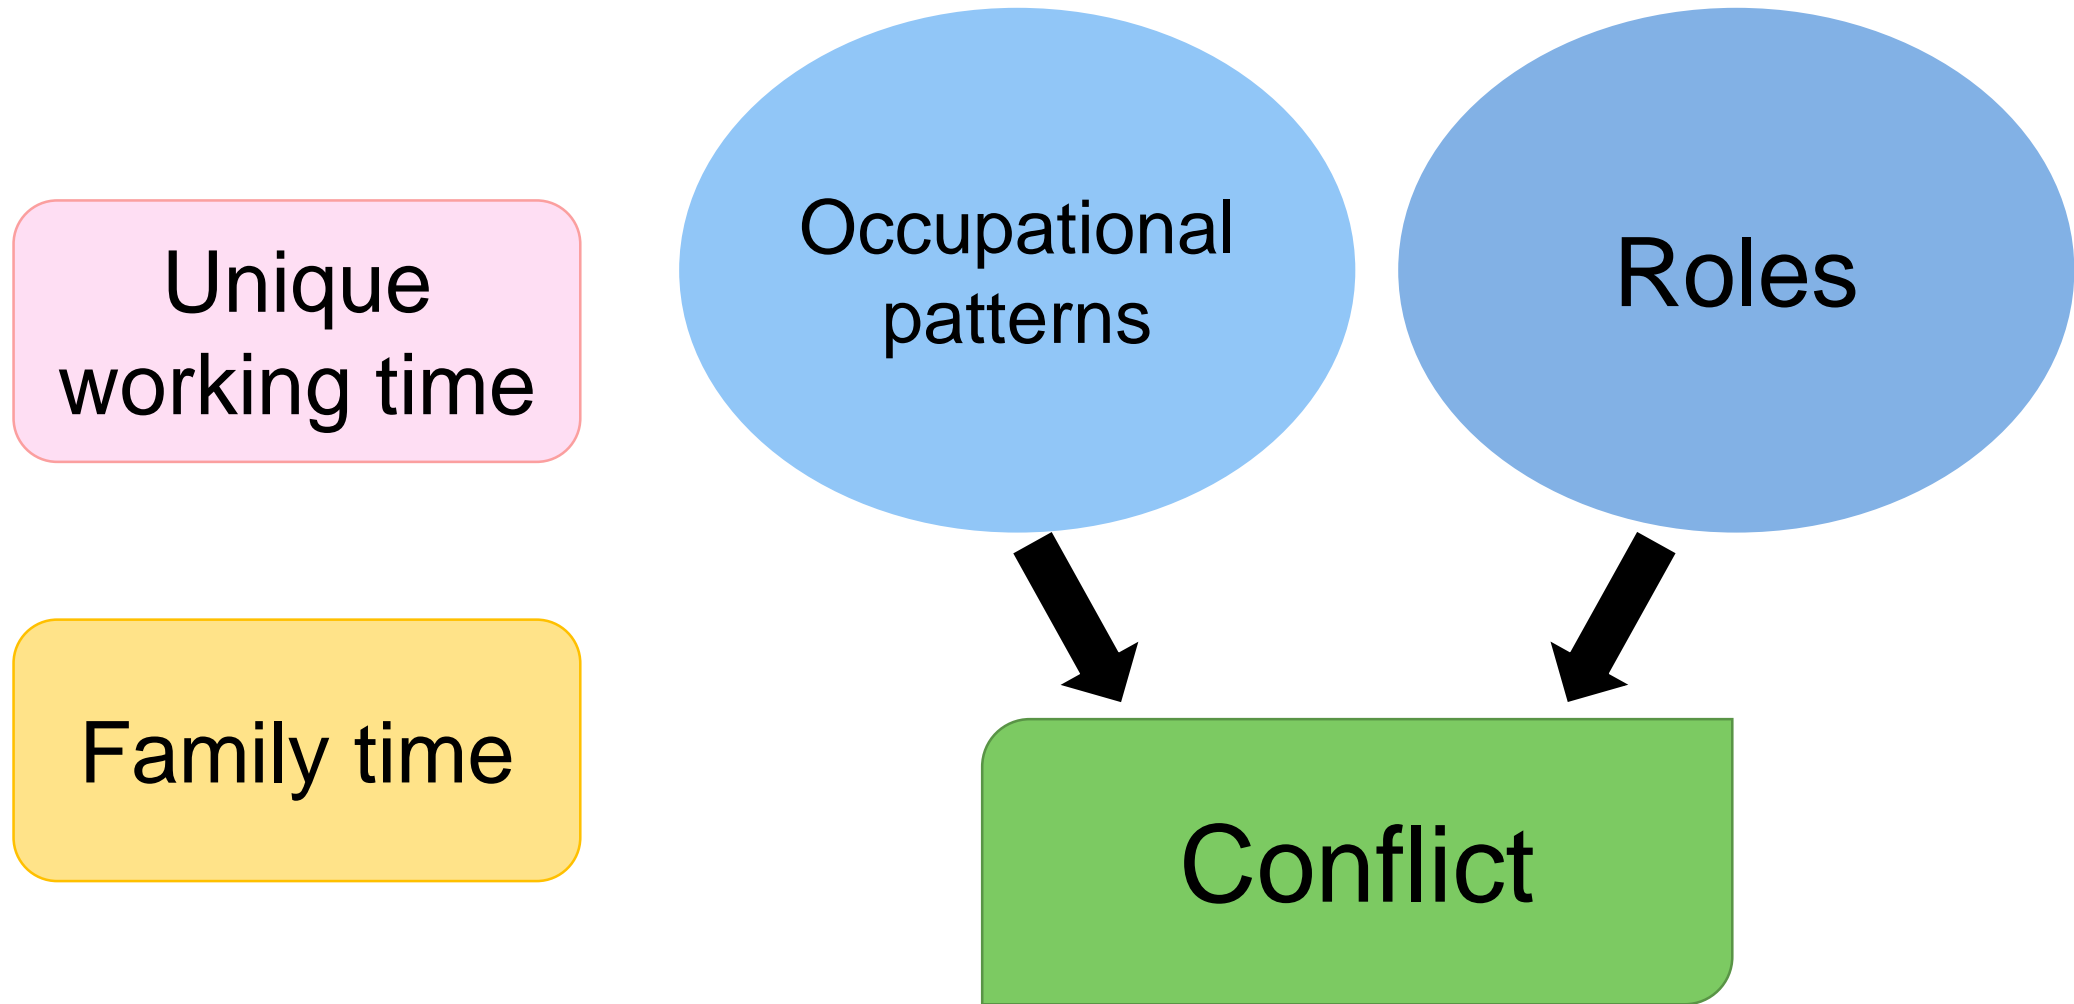 Unique
working time
Family time
Occupational
patterns
Roles
Conflict